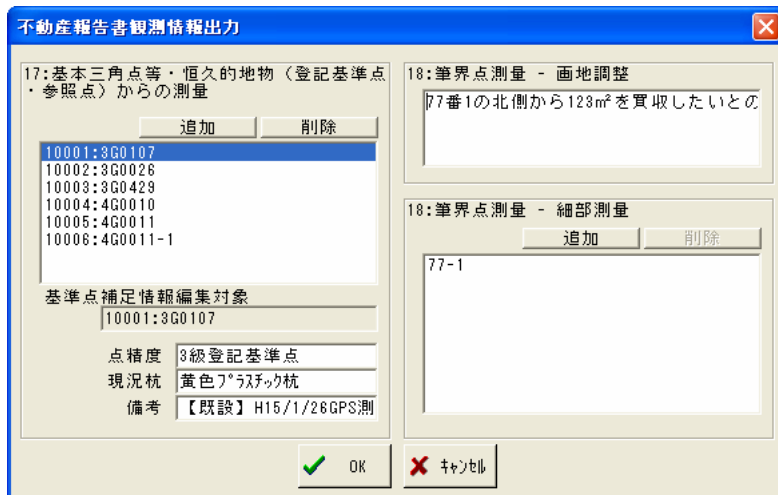 不動産報告書観測情報出力
17:基本三角点等・恒久的地物（登記基準点
・参照点）からの測量
追加
削除
10001:3G0107
10002:3G0026
10003:3G0429
10004:4G0010
10005:4G0011
10006:4G0011-1
基準点補足情報編集対象
10001:3G0107
点精度
3級登記基準点
現況杭
黄色ﾌﾟﾗｽﾁｯｸ杭
備考
【既設】H15/1/26GPS測
18:筆界点測量 - 画地調整
77番1の北側から123㎡を買収したいとの
18:筆界点測量 - 細部測量
追加
削除
77-1
OK
ｷｬﾝｾﾙ